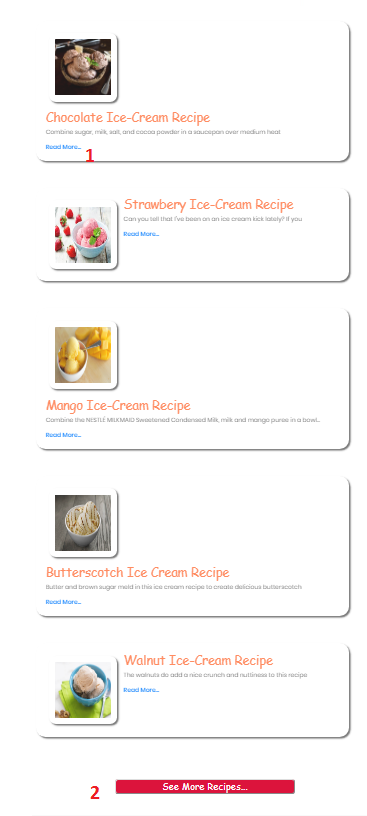 Chocolate Ice-Cream Recipe
Combine sugar, milk, salt, and cocoa powder in a saucepan over medium heat
Read More...
1
Strawbery Ice-Cream Recipe
Can you tell that I've been on an ice cream kick lately? If you
Read More...
Mango Ice-Cream Recipe
Combine the NESTLÉ MILKMAID Sweetened Condensed Milk, milk and mango puree in a bowl..
Read More...
Butterscotch Ice Cream Recipe
Butter and brown sugar meld in this ice cream recipe to create delicious butterscotch
Read More...
Walnut Ice-Cream Recipe
The walnuts do add a nice crunch and nuttiness to this recipe
Read More...
2
See More Recipes...